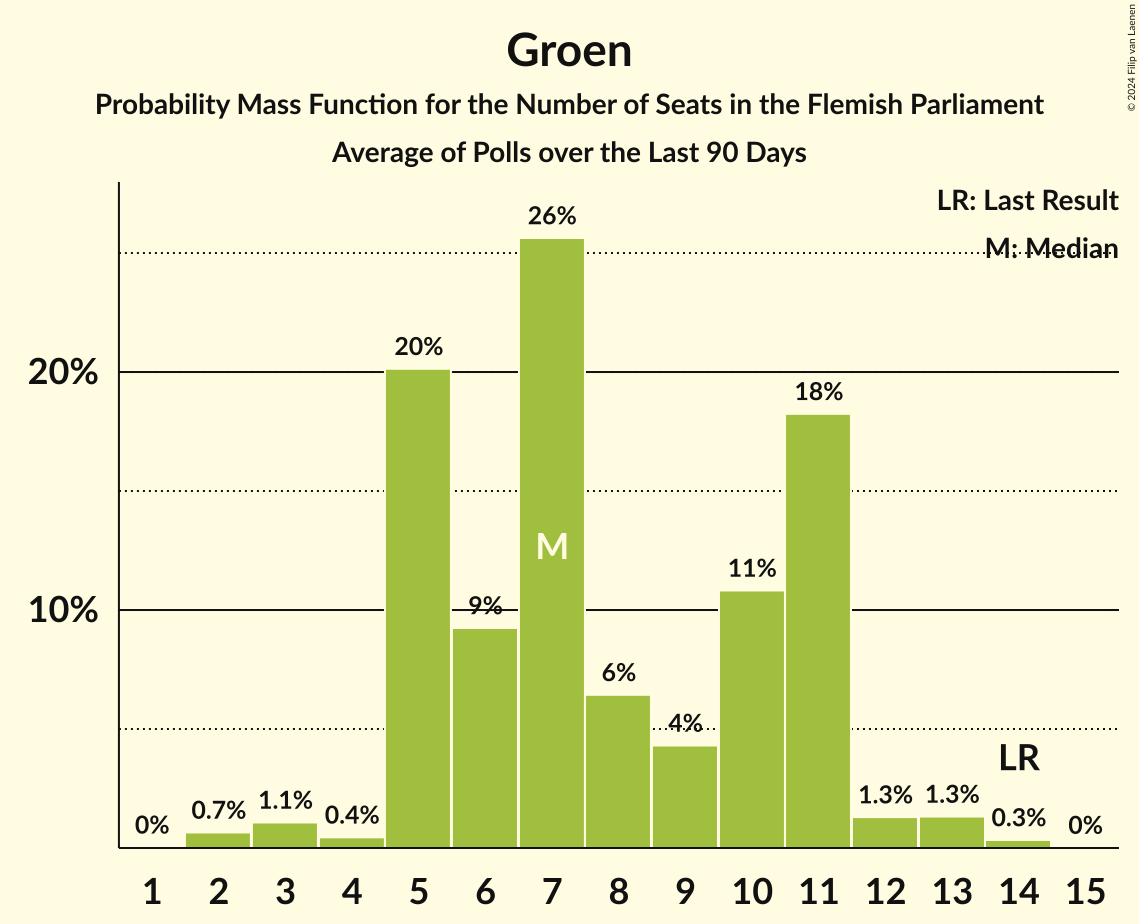 Groen
Probability Mass Function for the Number of Seats in the Flemish Parliament
Average of Polls over the Last 90 Days
© 2024 Filip van Laenen
LR: Last Result
M: Median
26%
20%
20%
18%
M
11%
10%
9%
6%
4%
LR
1.3%
1.3%
1.1%
0.7%
0.4%
0.3%
0%
0%
1 2 3 4 5 6 7 8 9 10 11 12 13 14 15